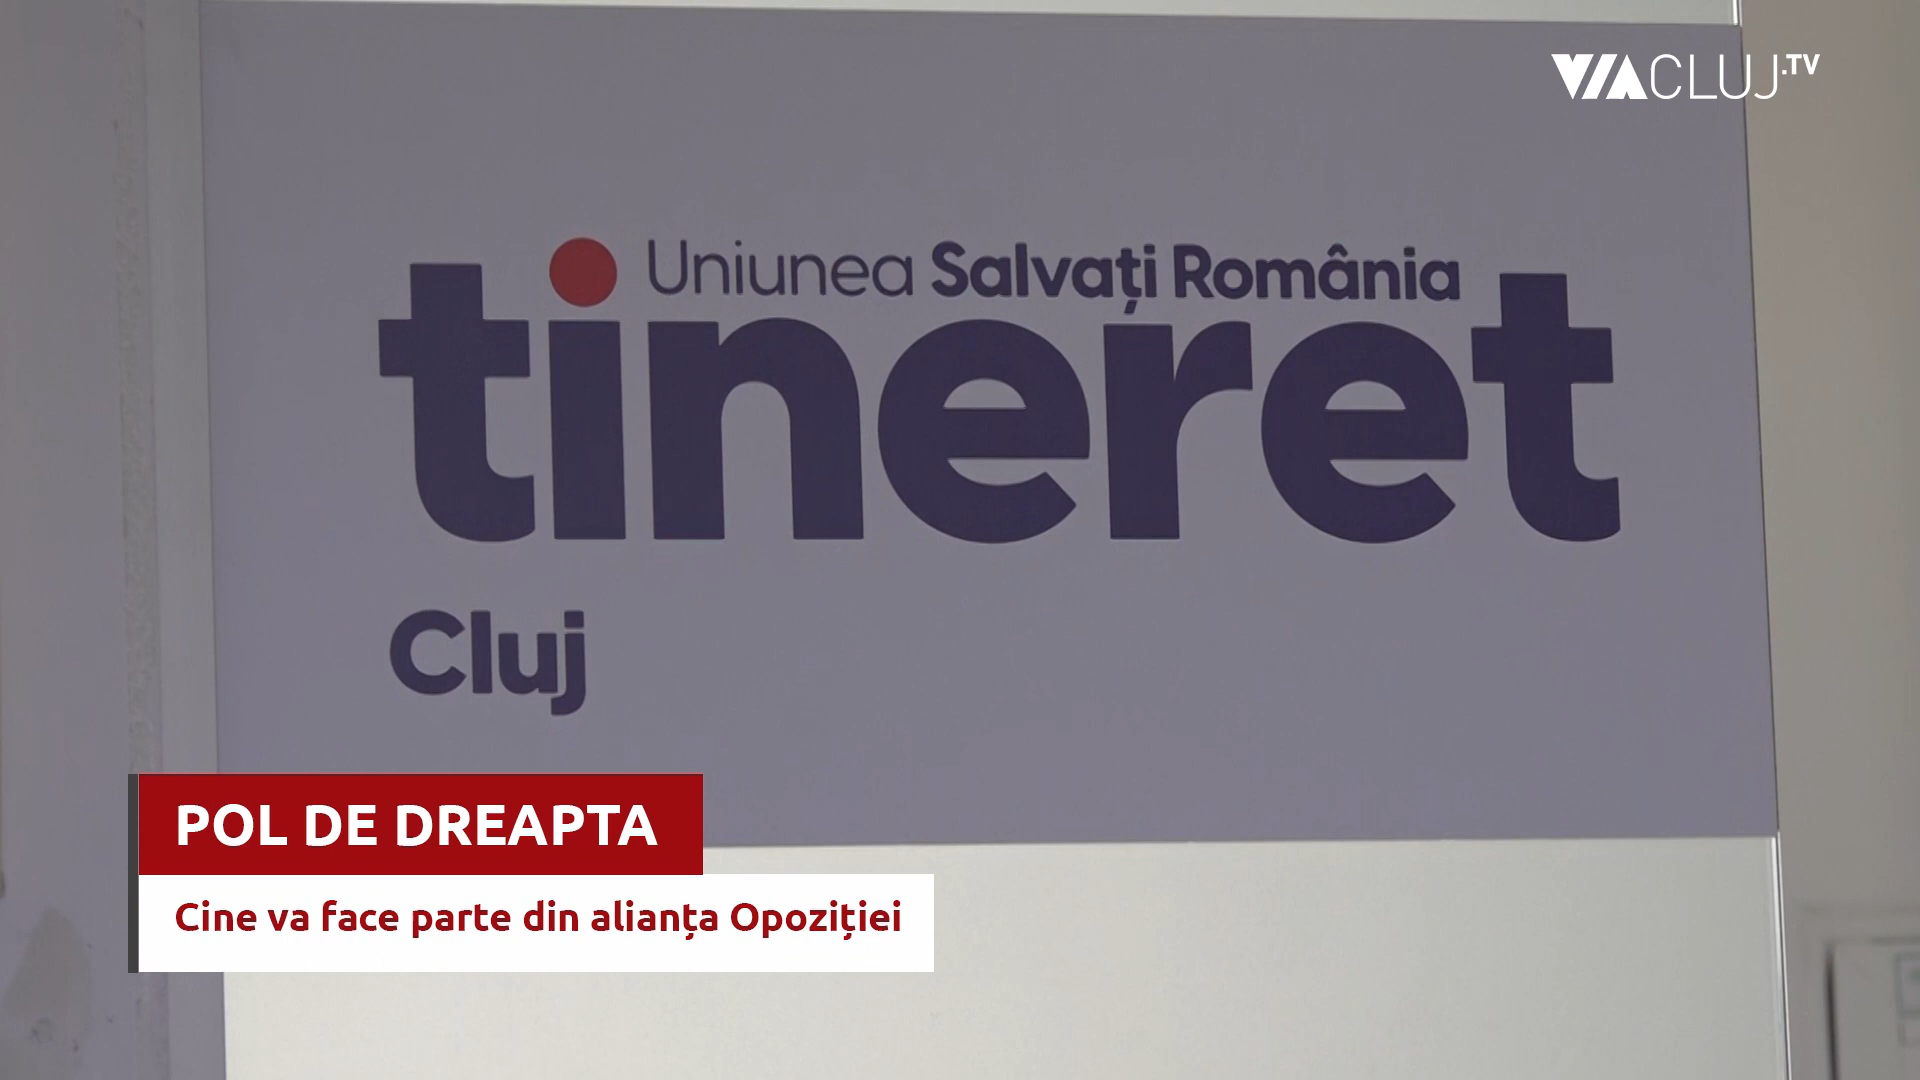 VIACLUJ.TV
Uniunea Salvați România
tineret
Cluj
POL DE DREAPTA
Cine va face parte din alianța Opoziției